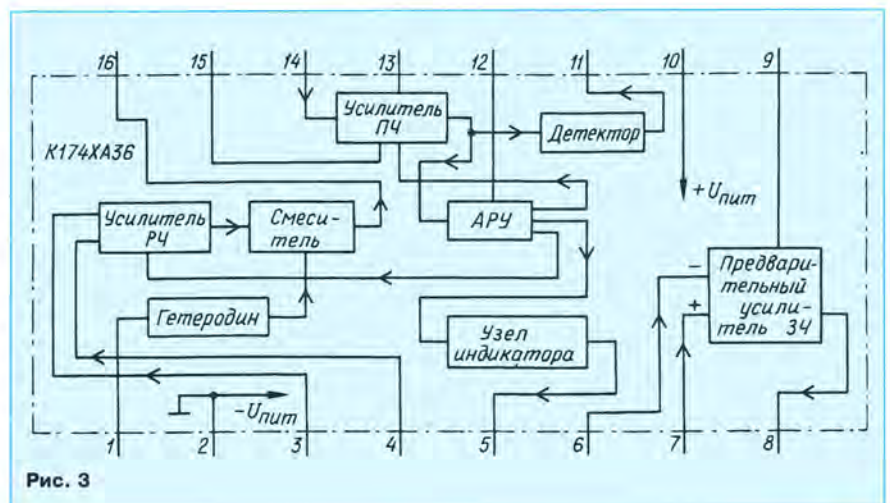 16 15 14 13 12 11 10 9
Усилитель
ПЧ
Детектор
К174ХА36
+Uпит
Усилитель
РЧ
Смеси-
тель
АРУ
Гетеродин
Узел
индикатора
−
+
Предвари-
тельный
усили-
тель ЗЧ
−Uпит
1 2 3 4 5 6 7 8
Рис. 3